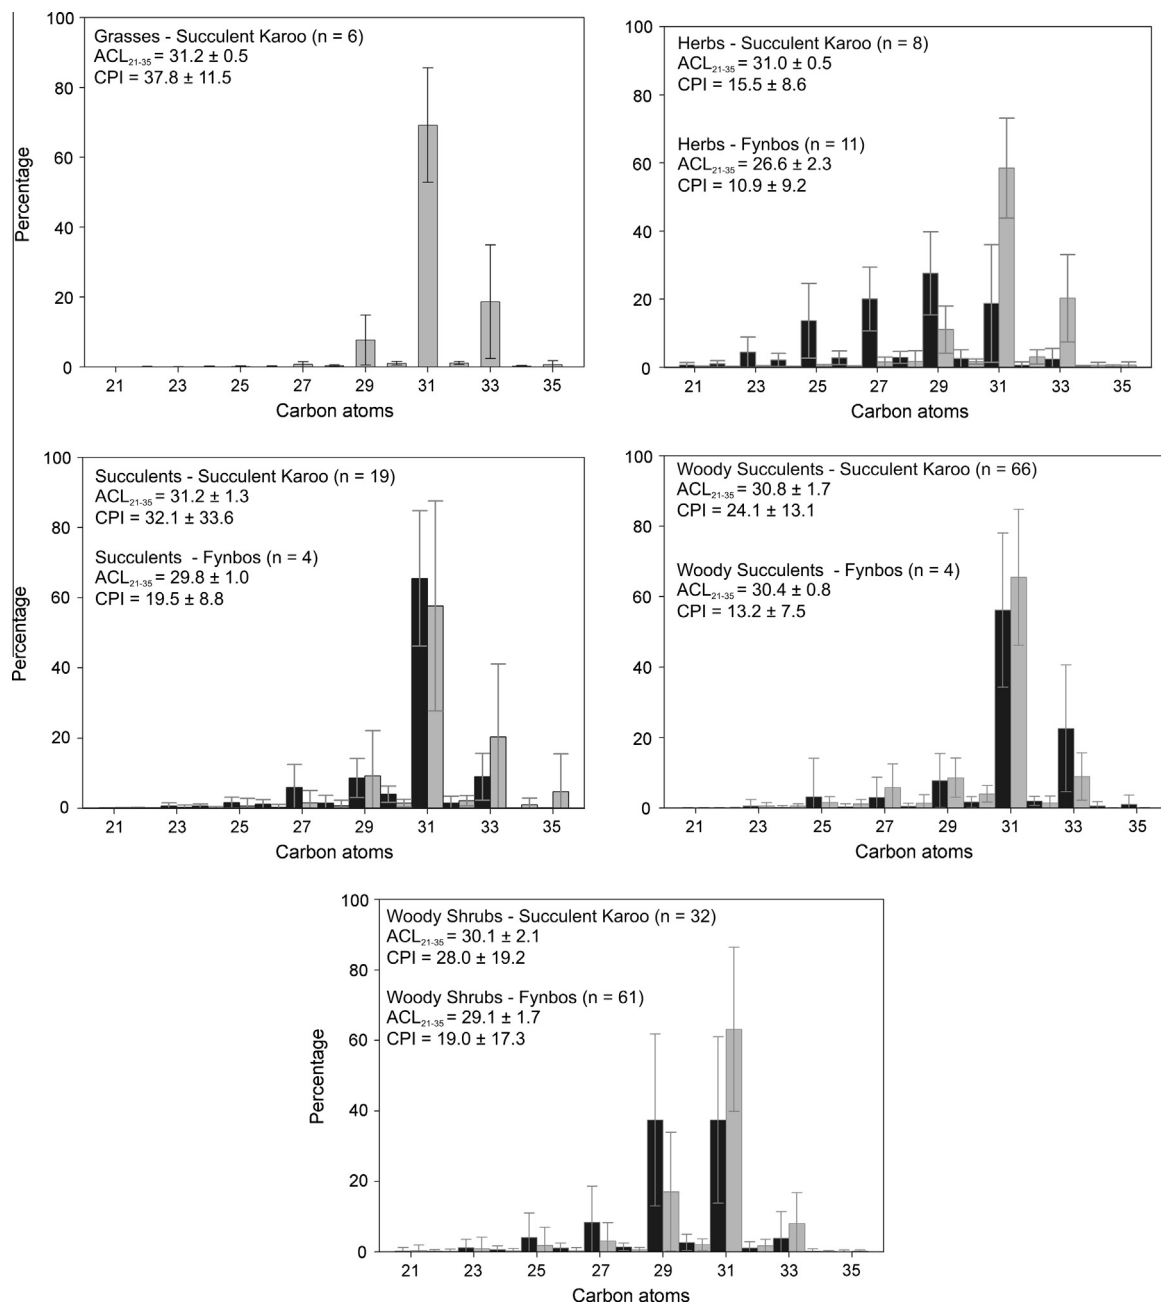 Grasses - Succulent Karoo (n = 6)
ACL21-35 = 31.2 ± 0.5
CPI = 37.8 ± 11.5
100
80
60
40
20
0
Percentage
21 23 25 27 29 31 33 35
Carbon atoms
Herbs - Succulent Karoo (n = 8)
ACL21-35 = 31.0 ± 0.5
CPI = 15.5 ± 8.6
Herbs - Fynbos (n = 11)
ACL21-35 = 26.6 ± 2.3
CPI = 10.9 ± 9.2
100
80
60
40
20
0
21 23 25 27 29 31 33 35
Carbon atoms
Succulents - Succulent Karoo (n = 19)
ACL21-35 = 31.2 ± 1.3
CPI = 32.1 ± 33.6
Succulents - Fynbos (n = 4)
ACL21-35 = 29.8 ± 1.0
CPI = 19.5 ± 8.8
100
80
60
40
20
0
Percentage
21 23 25 27 29 31 33 35
Carbon atoms
Woody Succulents - Succulent Karoo (n = 66)
ACL21-35 = 30.8 ± 1.7
CPI = 24.1 ± 13.1
Woody Succulents - Fynbos (n = 4)
ACL21-35 = 30.4 ± 0.8
CPI = 13.2 ± 7.5
100
80
60
40
20
0
21 23 25 27 29 31 33 35
Carbon atoms
Woody Shrubs - Succulent Karoo (n = 32)
ACL21-35 = 30.1 ± 2.1
CPI = 28.0 ± 19.2
Woody Shrubs - Fynbos (n = 61)
ACL21-35 = 29.1 ± 1.7
CPI = 19.0 ± 17.3
100
80
60
40
20
0
Percentage
21 23 25 27 29 31 33 35
Carbon atoms